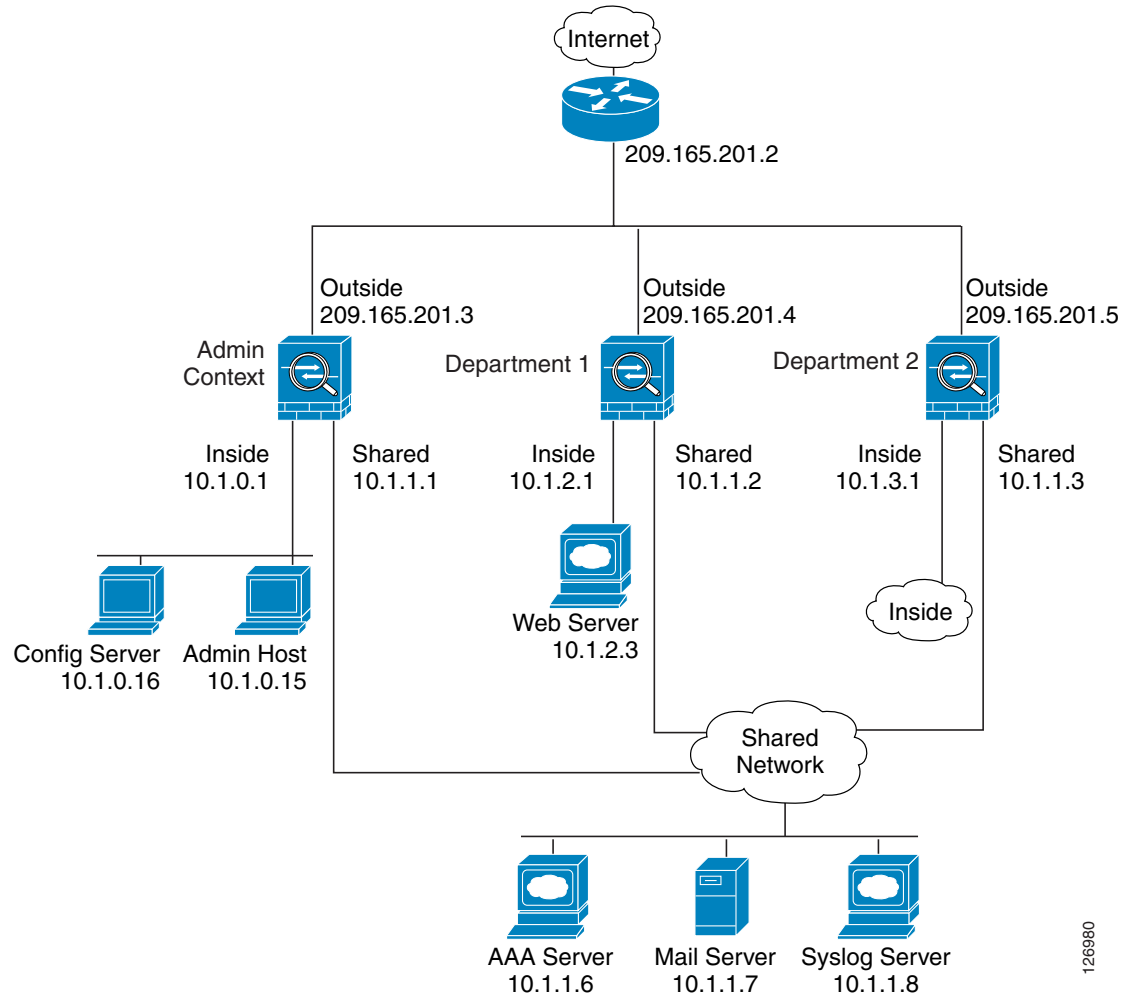 Internet
209.165.201.2
Outside
209.165.201.3
Outside
209.165.201.4
Outside
209.165.201.5
Admin
Context
Department 1
Department 2
Inside
10.1.0.1
Shared
10.1.1.1
Inside
10.1.2.1
Shared
10.1.1.2
Inside
10.1.3.1
Shared
10.1.1.3
Config Server
10.1.0.16
Admin Host
10.1.0.15
Web Server
10.1.2.3
Inside
Shared
Network
AAA Server
10.1.1.6
Mail Server
10.1.1.7
Syslog Server
10.1.1.8
126980